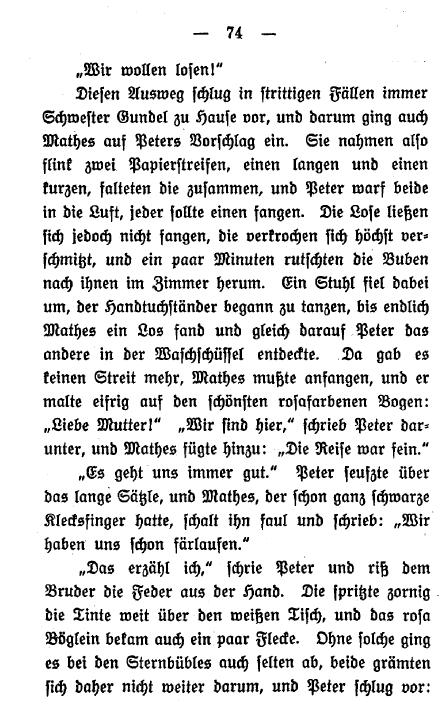 — 74 —
„Wir wollen losen!“
Diesen Ausweg schlug in strittigen Fällen immer
Schwester Gundel zu Hause vor, und darum ging auch
Mathes auf Peters Vorschlag ein. Sie nahmen also
flink zwei Papierstreifen, einen langen und einen
kurzen, falteten die zusammen, und Peter warf beide
in die Luft, jeder sollte einen fangen. Die Lose ließen
sich jedoch nicht fangen, die verkrochen sich höchst ver-
schmitzt, und ein paar Minuten rutschten die Buben
nach ihnen im Zimmer herum. Ein Stuhl fiel dabei
um, der Handtuchständer begann zu tanzen, bis endlich
Mathes ein Los fand und gleich darauf Peter das
andere in der Waschschüssel entdeckte. Da gab es
keinen Streit mehr, Mathes mußte anfangen, und er
malte eifrig auf den schönsten rosafarbenen Bogen:
„Liebe Mutter!“ „Wir sind hier,“ schrieb Peter dar-
unter, und Mathes fügte hinzu: „Die Reise war fein.“
„Es geht uns immer gut.“ Peter seufzte über
das lange Sätzle, und Mathes, der schon ganz schwarze
Klecksfinger hatte, schalt ihn faul und schrieb: „Wir
haben uns schon färlaufen.“
„Das erzähl ich,“ schrie Peter und riß dem
Bruder die Feder aus der Hand. Die spritzte zornig
die Tinte weit über den weißen Tisch, und das rosa
Böglein bekam auch ein paar Flecke. Ohne solche ging
es bei den Sternbübles auch selten ab, beide grämten
sich daher nicht weiter darum, und Peter schlug vor: